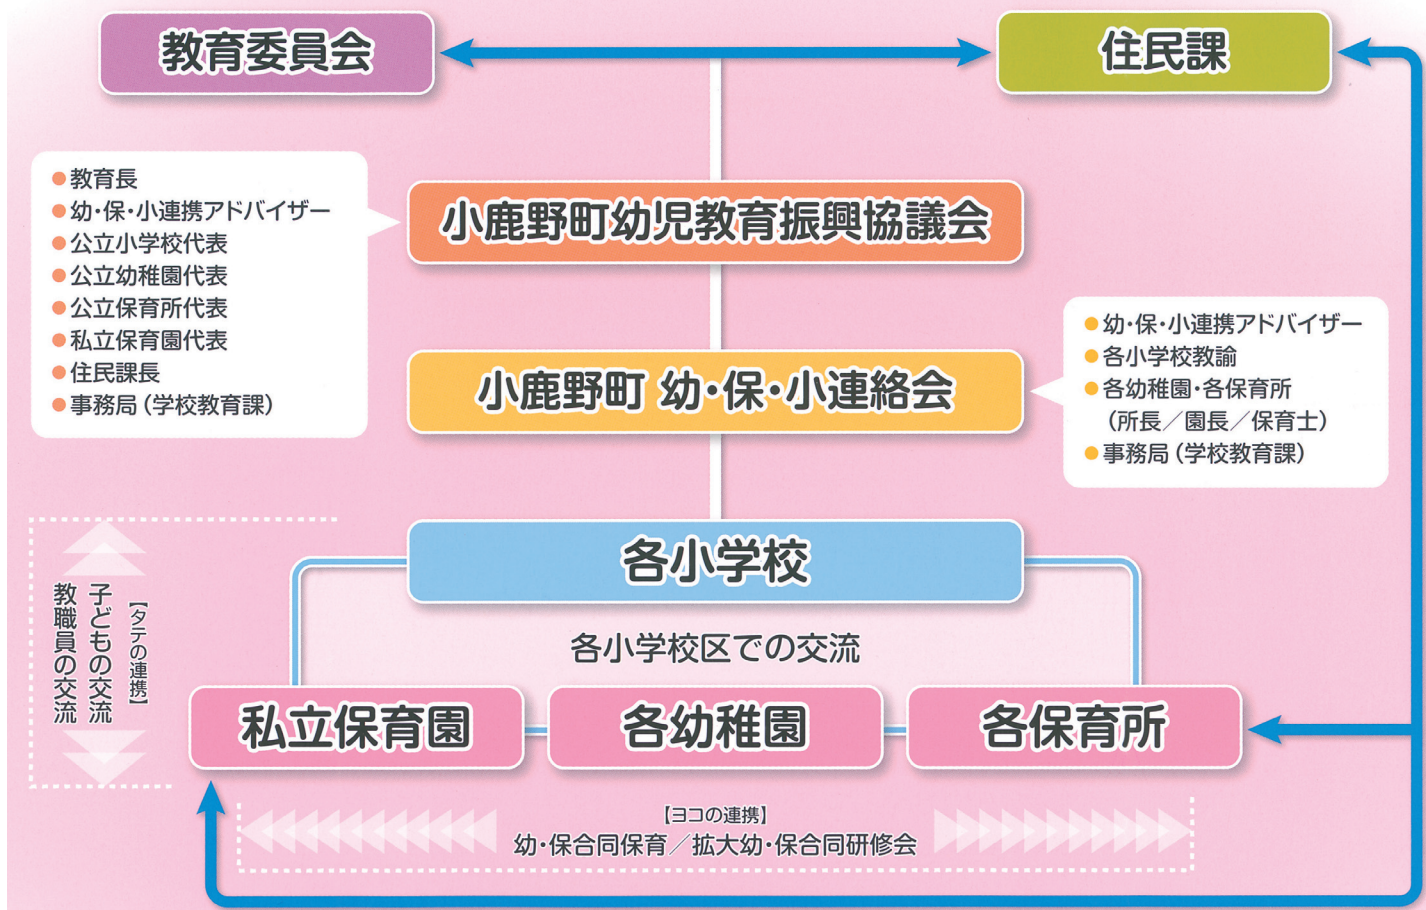 教育委員会
住民課
●教育長
●幼・保・小連携アドバイザー
●公立小学校代表
●公立幼稚園代表
●公立保育所代表
●私立保育園代表
●住民課長
●事務局（学校教育課）
小鹿野町幼児教育振興協議会
小鹿野町 幼・保・小連絡会
●幼・保・小連携アドバイザー
●各小学校教諭
●各幼稚園・各保育所
（所長／園長／保育士）
●事務局（学校教育課）
各小学校
各小学校区での交流
【タテの連携】
子どもの交流
教職員の交流
私立保育園
各幼稚園
各保育所
【ヨコの連携】
幼・保合同保育／拡大幼・保合同研修会